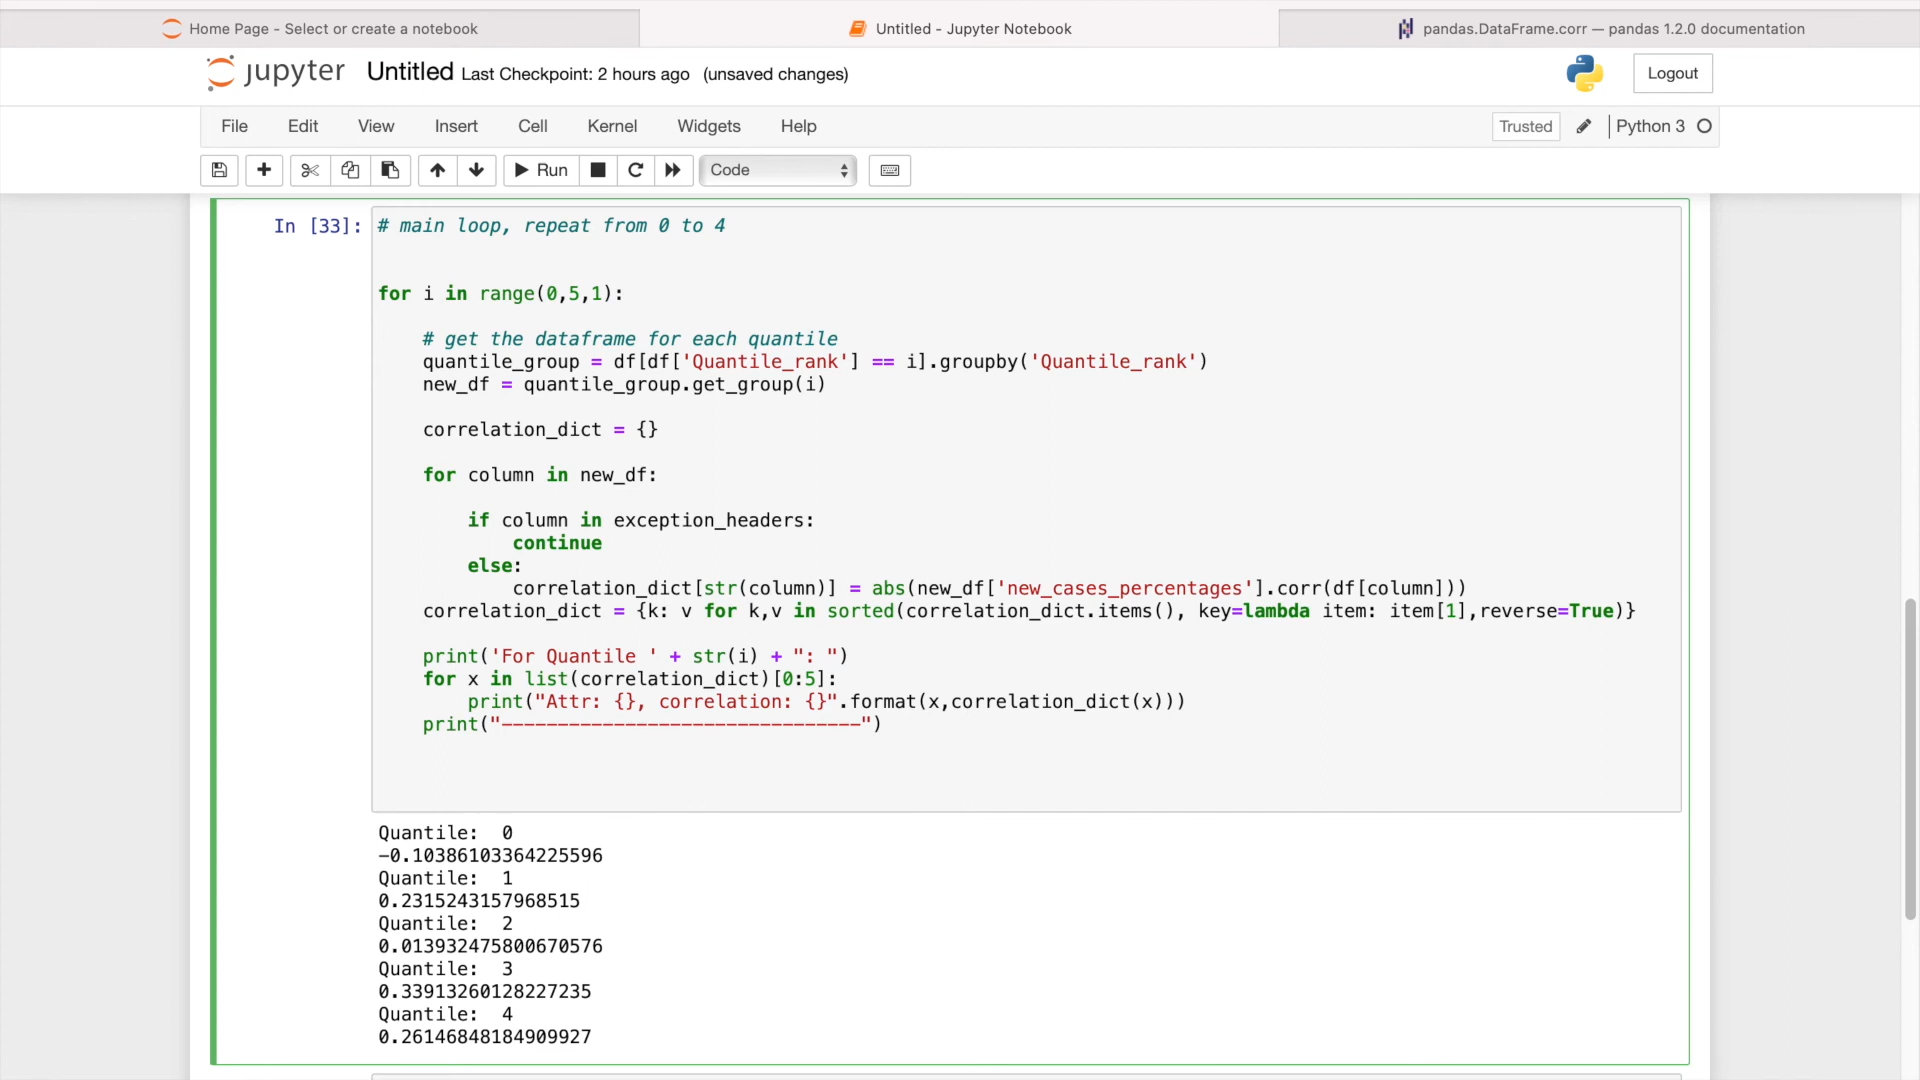 Home Page - Select or create a notebook
Untitled - Jupyter Notebook
pandas.DataFrame.corr — pandas 1.2.0 documentation
jupyter Untitled Last Checkpoint: 2 hours ago (unsaved changes)
Logout
File Edit View Insert Cell Kernel Widgets Help
Trusted
Python 3
Run
Code
In [33]:
# main loop, repeat from 0 to 4
for i in range(0,5,1):
    # get the dataframe for each quantile
    quantile_group = df[df['Quantile_rank'] == i].groupby('Quantile_rank')
    new_df = quantile_group.get_group(i)
    correlation_dict = {}
    for column in new_df:
        if column in exception_headers:
            continue
        else:
            correlation_dict[str(column)] = abs(new_df['new_cases_percentages'].corr(df[column]))
    correlation_dict = {k: v for k,v in sorted(correlation_dict.items(), key=lambda item: item[1],reverse=True)}
    print('For Quantile ' + str(i) + ": ")
    for x in list(correlation_dict)[0:5]:
        print("Attr: {}, correlation: {}".format(x,correlation_dict(x)))
    print("--------------------------------")
Quantile:  0
-0.10386103364225596
Quantile:  1
0.2315243157968515
Quantile:  2
0.013932475800670576
Quantile:  3
0.33913260128227235
Quantile:  4
0.26146848184909927